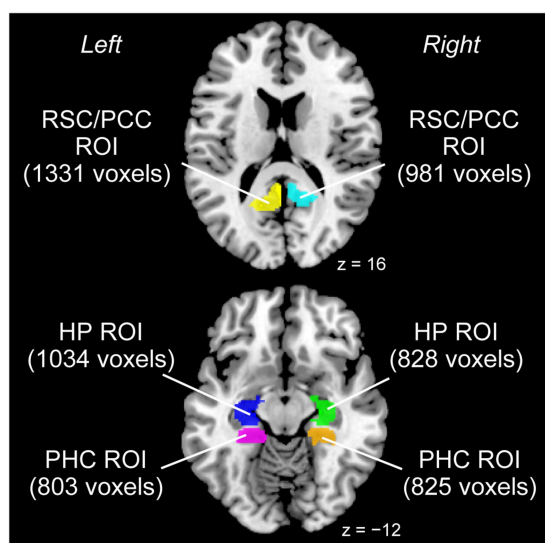 Left
Right
RSC/PCC
ROI
(1331 voxels)
RSC/PCC
ROI
(981 voxels)
z = 16
HP ROI
(1034 voxels)
HP ROI
(828 voxels)
PHC ROI
(803 voxels)
PHC ROI
(825 voxels)
z = −12